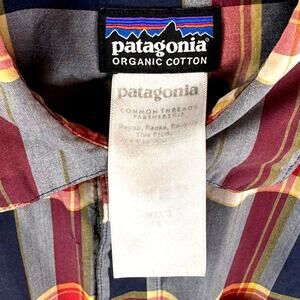 patagonia
ORGANIC COTTON
patagonia
COMMON THREADS
PARTNERSHIP
Repair, Reuse, Recycle
This Product